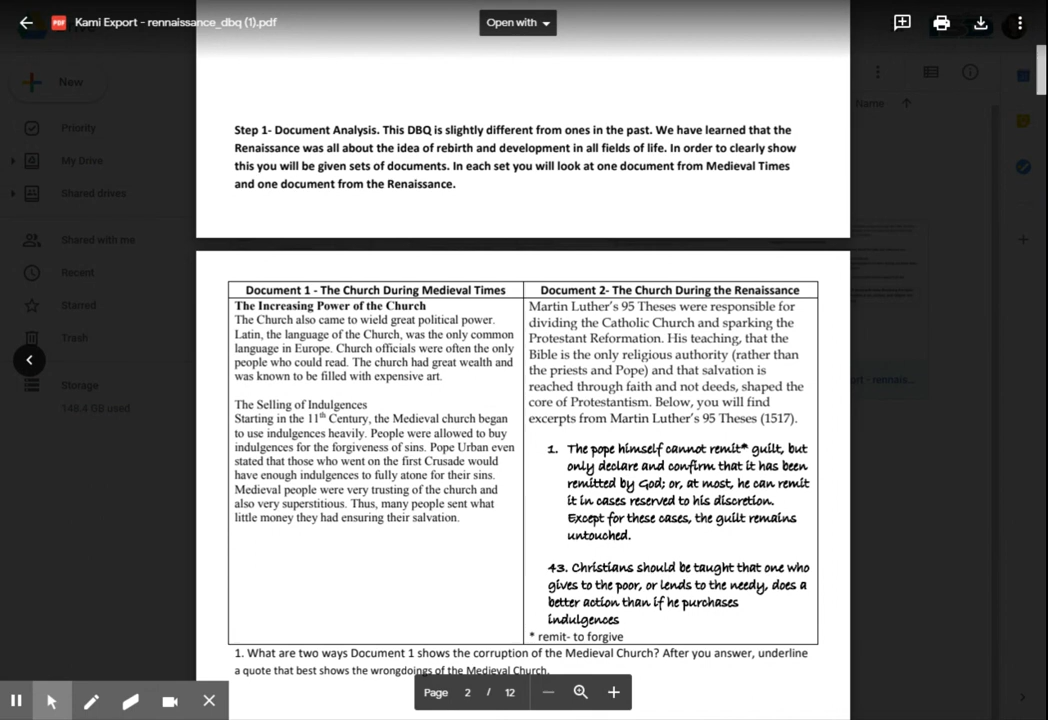 Kami Export - rennaissance_dbq (1).pdf
Open with
New
Priority
My Drive
Shared drives
Shared with me
Recent
Starred
Trash
Storage
148.4 GB used
Name
Step 1- Document Analysis. This DBQ is slightly different from ones in the past. We have learned that the
Renaissance was all about the idea of rebirth and development in all fields of life. In order to clearly show
this you will be given sets of documents. In each set you will look at one document from Medieval Times
and one document from the Renaissance.
Document 1 - The Church During Medieval Times
The Increasing Power of the Church
The Church also came to wield great political power.
Latin, the language of the Church, was the only common
language in Europe. Church officials were often the only
people who could read. The church had great wealth and
was known to be filled with expensive art.
The Selling of Indulgences
Starting in the 11th Century, the Medieval church began
to use indulgences heavily. People were allowed to buy
indulgences for the forgiveness of sins. Pope Urban even
stated that those who went on the first Crusade would
have enough indulgences to fully atone for their sins.
Medieval people were very trusting of the church and
also very superstitious. Thus, many people sent what
little money they had ensuring their salvation.
Document 2- The Church During the Renaissance
Martin Luther's 95 Theses were responsible for
dividing the Catholic Church and sparking the
Protestant Reformation. His teaching, that the
Bible is the only religious authority (rather than
the priests and Pope) and that salvation is
reached through faith and not deeds, shaped the
core of Protestantism. Below, you will find
excerpts from Martin Luther's 95 Theses (1517).
1. The pope himself cannot remit* guilt, but
only declare and confirm that it has been
remitted by God; or, at most, he can remit
it in cases reserved to his discretion.
Except for these cases, the guilt remains
untouched.
43. Christians should be taught that one who
gives to the poor, or lends to the needy, does a
better action than if he purchases
indulgences
* remit- to forgive
1. What are two ways Document 1 shows the corruption of the Medieval Church? After you answer, underline
a quote that best shows the wrongdoings of the Medieval Church.
Page 2 / 12